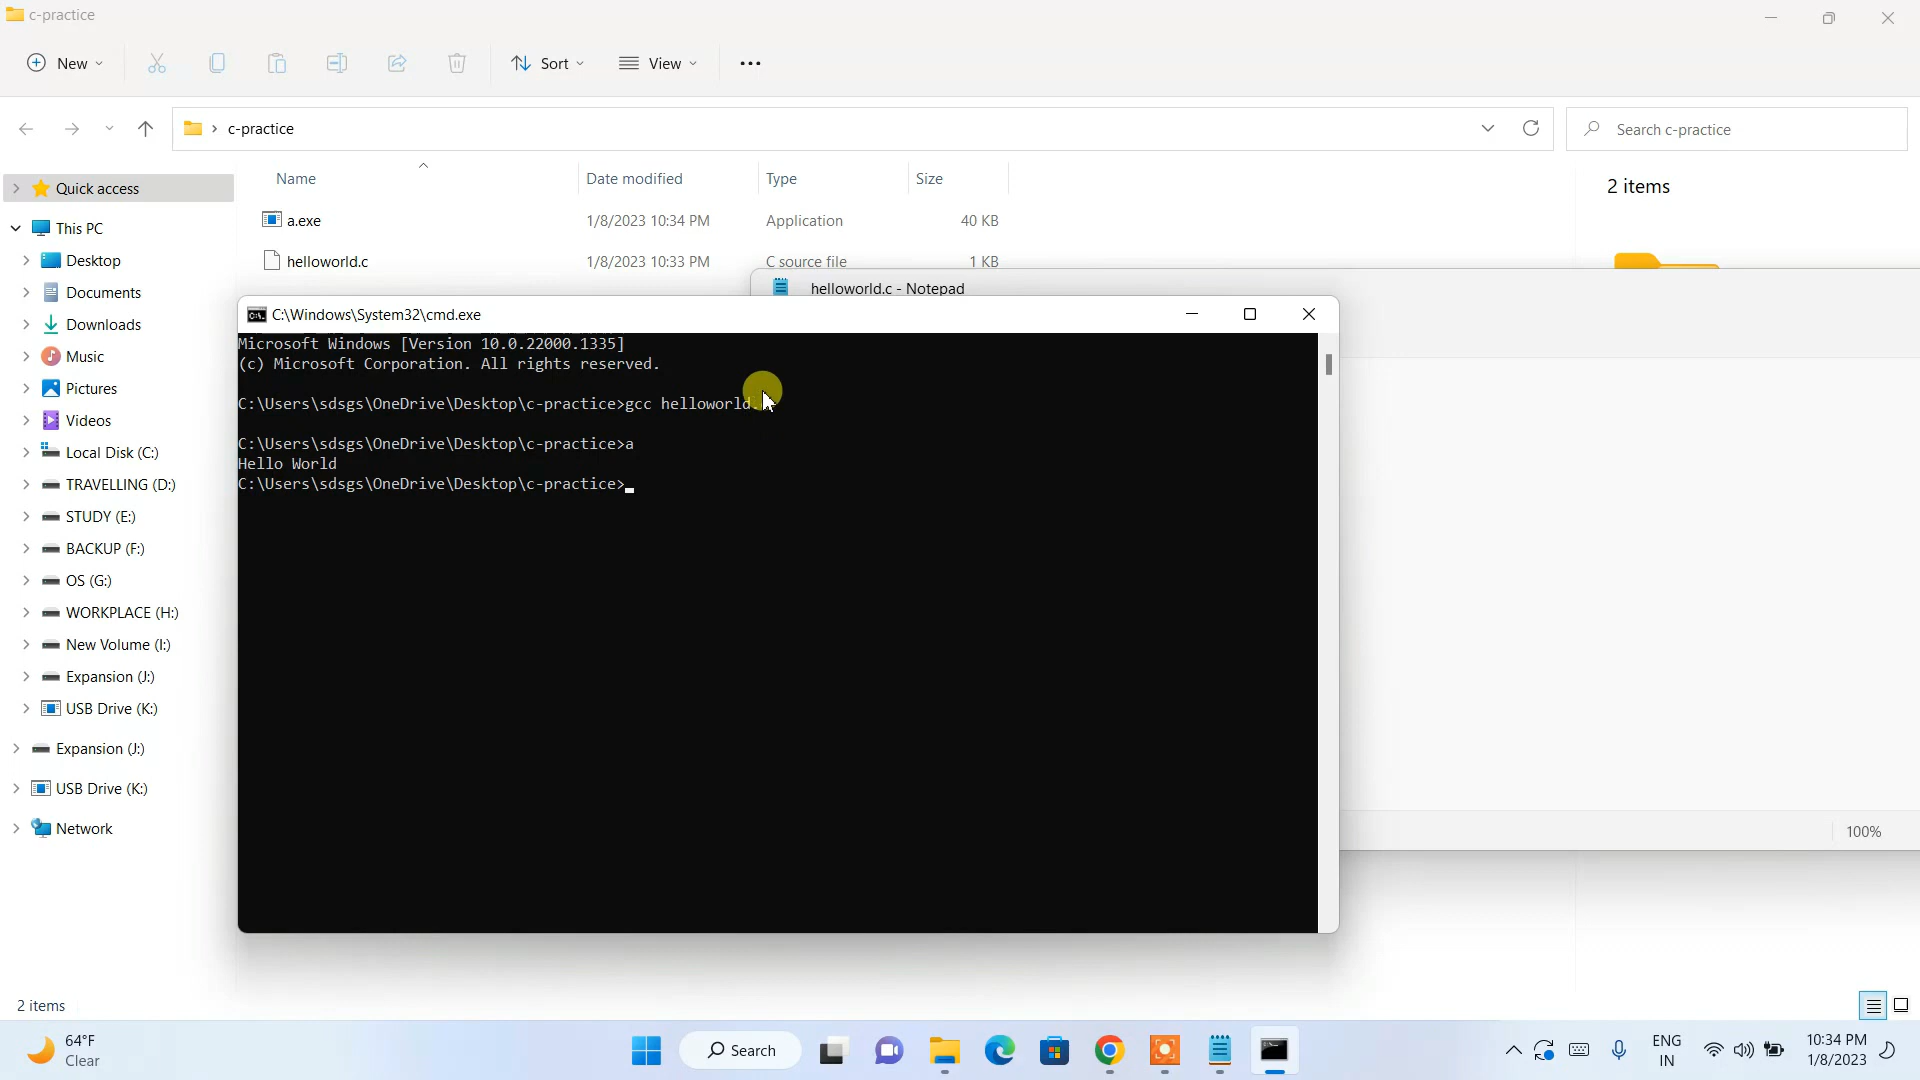 c-practice
New
Sort
View
c-practice
Search c-practice
Name
Date modified
Type
Size
2 items
Quick access
a.exe
1/8/2023 10:34 PM
Application
40 KB
This PC
helloworld.c
1/8/2023 10:33 PM
C source file
1 KB
Desktop
Documents
Downloads
Music
Pictures
Videos
Local Disk (C:)
TRAVELLING (D:)
STUDY (E:)
BACKUP (F:)
OS (G:)
WORKPLACE (H:)
New Volume (I:)
Expansion (J:)
USB Drive (K:)
Expansion (J:)
USB Drive (K:)
Network
helloworld.c - Notepad
C:\Windows\System32\cmd.exe
Microsoft Windows [Version 10.0.22000.1335]
(c) Microsoft Corporation. All rights reserved.
C:\Users\sdsgs\OneDrive\Desktop\c-practice>gcc helloworld.
C:\Users\sdsgs\OneDrive\Desktop\c-practice>a
Hello World
C:\Users\sdsgs\OneDrive\Desktop\c-practice>
100%
2 items
64°F
Clear
Search
ENG
IN
10:34 PM
1/8/2023